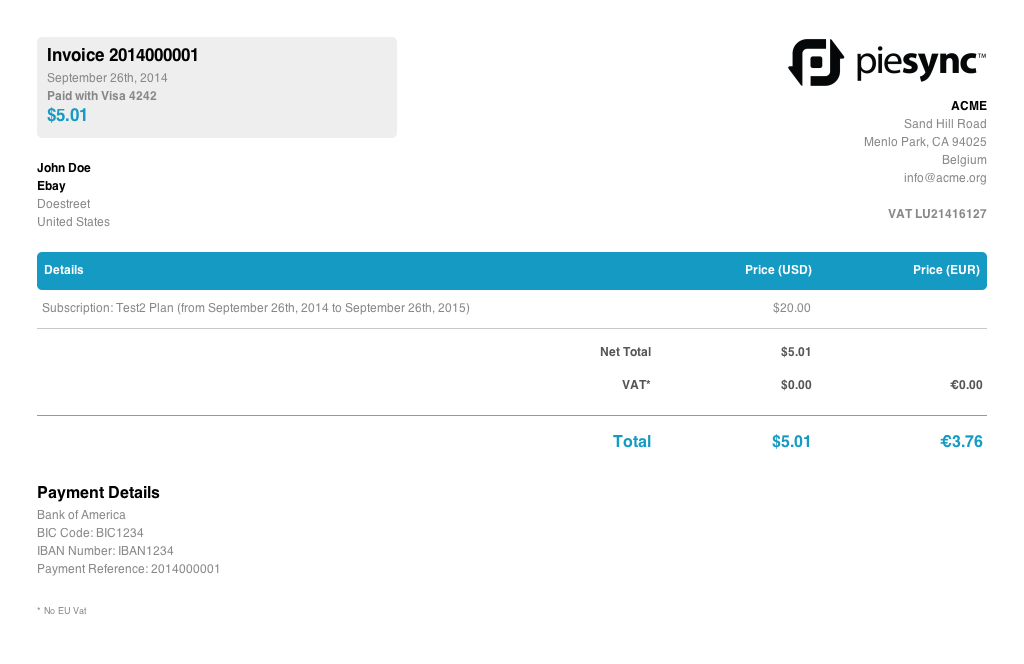 Invoice 2014000001
September 26th, 2014
Paid with Visa 4242
$5.01
piesync™
ACME
Sand Hill Road
Menlo Park, CA 94025
Belgium
info@acme.org
VAT LU21416127
John Doe
Ebay
Doestreet
United States
Details Price (USD) Price (EUR)
Subscription: Test2 Plan (from September 26th, 2014 to September 26th, 2015) $20.00
Net Total $5.01
VAT* $0.00 €0.00
Total $5.01 €3.76
Payment Details
Bank of America
BIC Code: BIC1234
IBAN Number: IBAN1234
Payment Reference: 2014000001
* No EU Vat